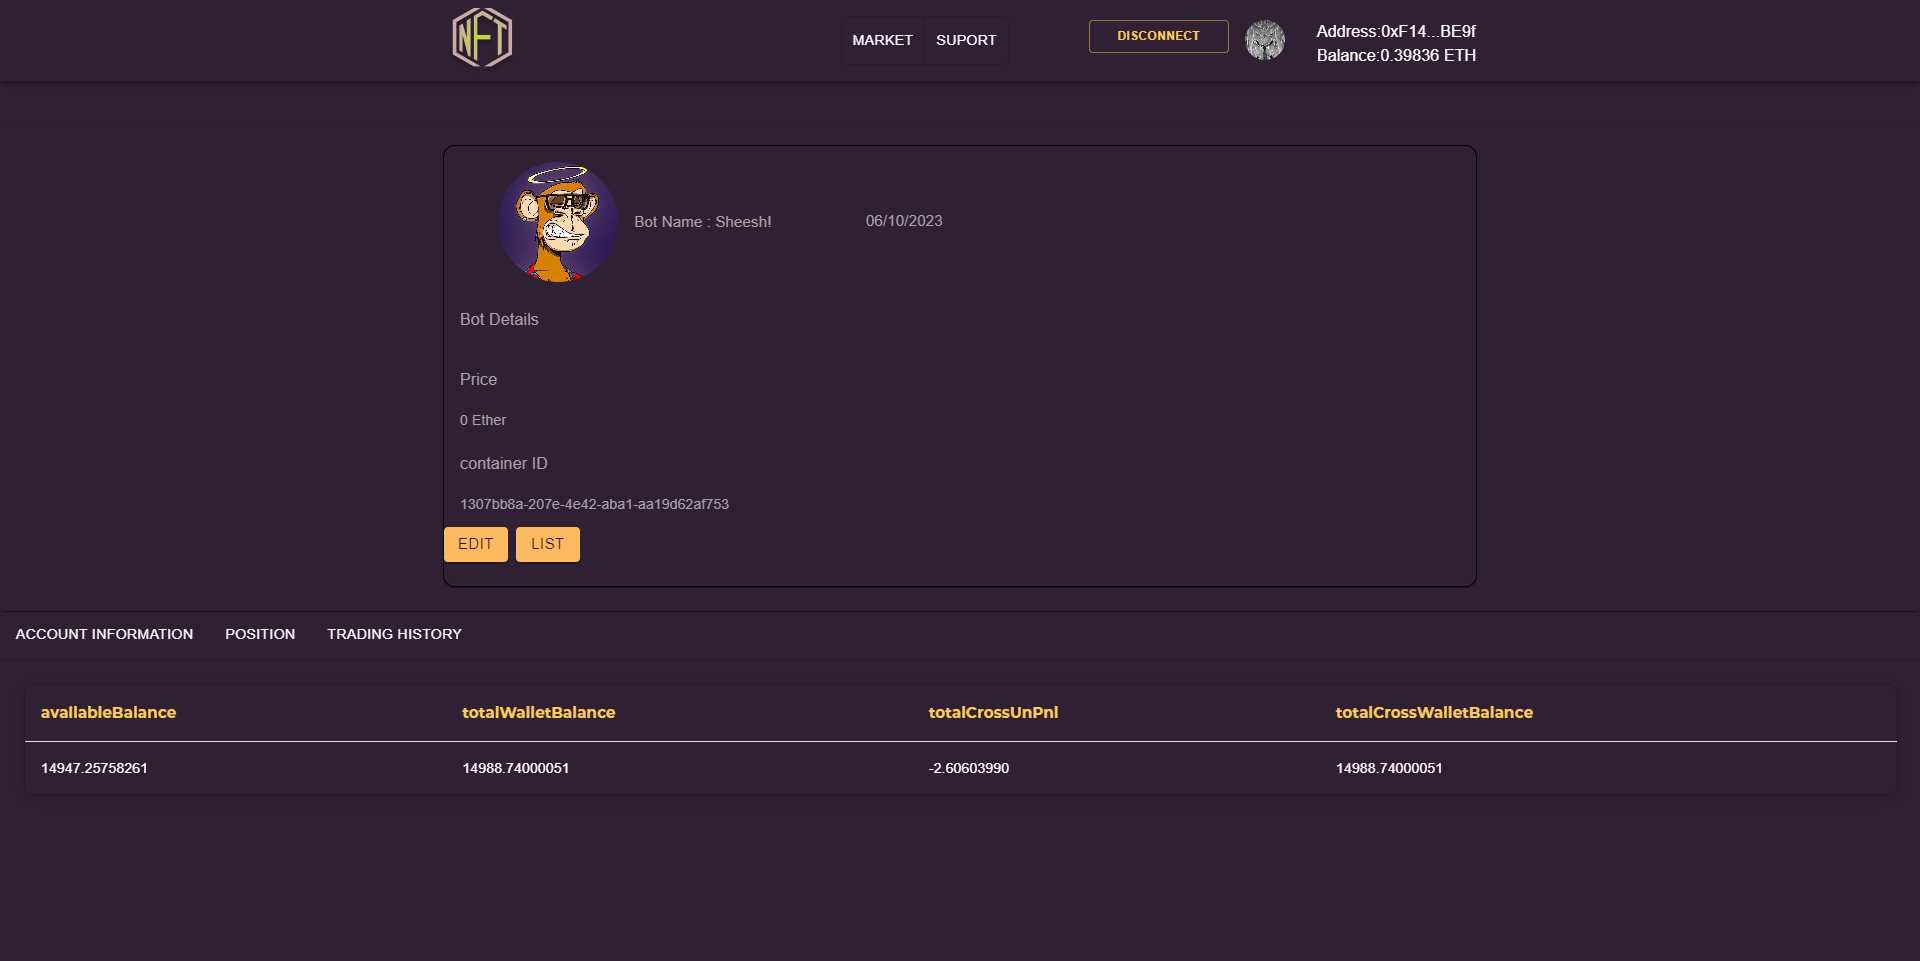 NFT
MARKET
SUPORT
DISCONNECT
Address:0xF14...BE9f
Balance:0.39836 ETH
Bot Name : Sheesh!
06/10/2023
Bot Details
Price
0 Ether
container ID
1307bb8a-207e-4e42-aba1-aa19d62af753
EDIT
LIST
ACCOUNT INFORMATION
POSITION
TRADING HISTORY
availableBalance
totalWalletBalance
totalCrossUnPnl
totalCrossWalletBalance
14947.25758261
14988.74000051
-2.60603990
14988.74000051